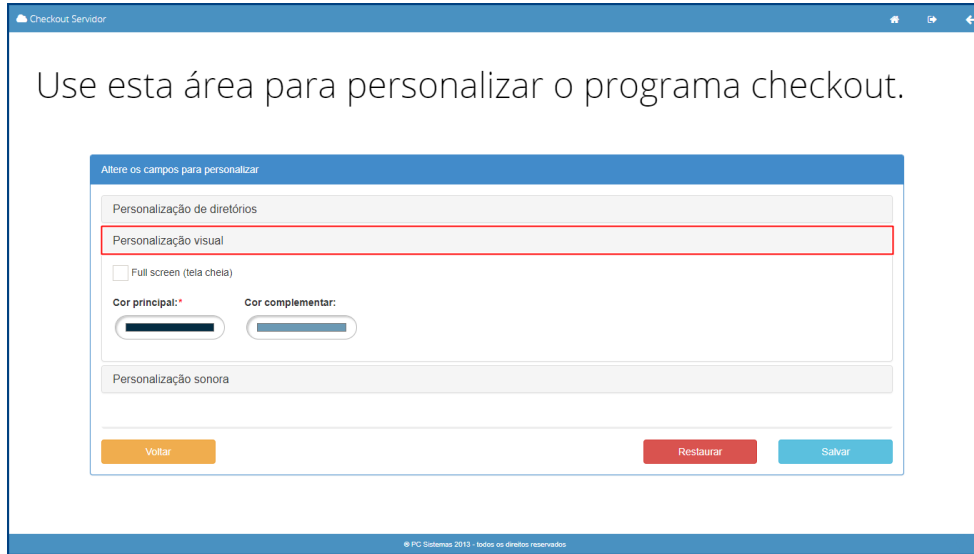 Checkout Servidor
Use esta área para personalizar o programa checkout.
Altere os campos para personalizar
Personalização de diretórios
Personalização visual
Full screen (tela cheia)
Cor principal:* Cor complementar:
Personalização sonora
Voltar Restaurar Salvar
© PC Sistemas 2013 - todos os direitos reservados